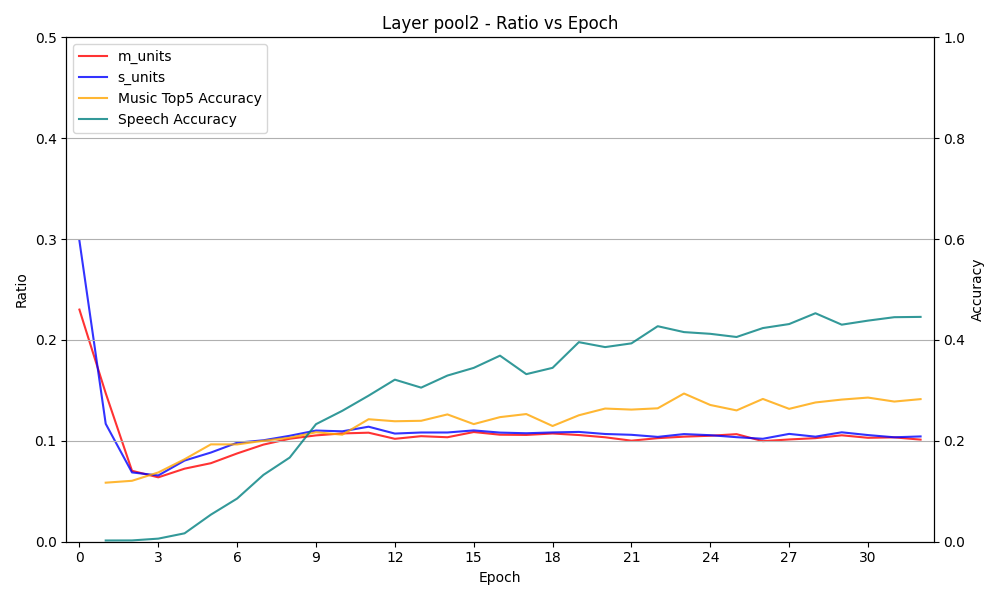 Layer pool2 - Ratio vs Epoch
m_units
s_units
Music Top5 Accuracy
Speech Accuracy
0.5
0.4
0.3
0.2
0.1
0.0
Ratio
1.0
0.8
0.6
0.4
0.2
0.0
Accuracy
0 3 6 9 12 15 18 21 24 27 30
Epoch